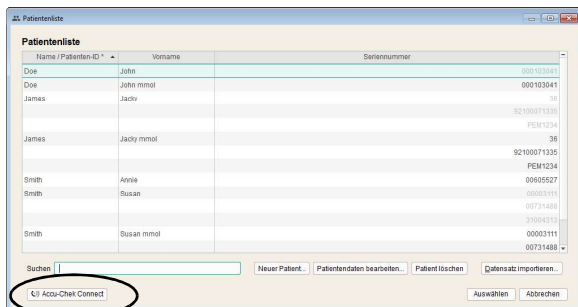 Patientenliste
Patientenliste
Name / Patienten-ID * Vorname Seriennummer
Doe John 000103041
Doe John mmol 000103041
James Jacky 36
92100071335
PEM1234
James Jacky mmol 36
92100071335
PEM1234
Smith Annie 00605527
Smith Susan 00003111
00731488
31004313
Smith Susan mmol 00003111
00731488
Suchen Neuer Patient... Patientendaten bearbeiten... Patient löschen Datensatz importieren...
Accu-Chek Connect Auswählen Abbrechen